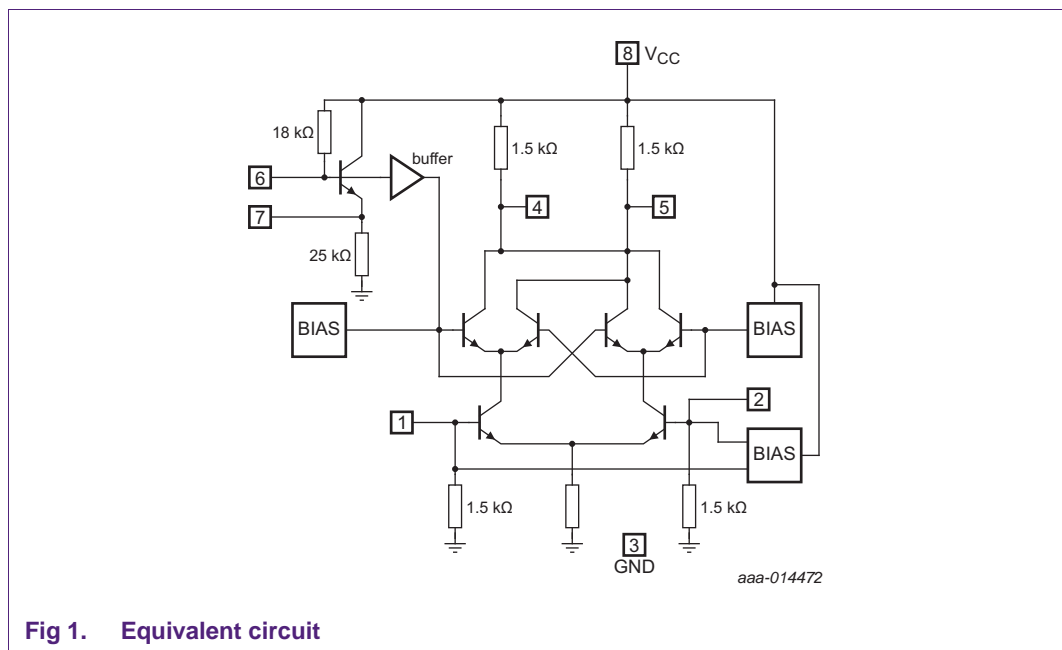 8 VCC
18 kΩ
1.5 kΩ
1.5 kΩ
buffer
6
7
4
5
25 kΩ
BIAS
BIAS
1
2
BIAS
1.5 kΩ
1.5 kΩ
3
GND
aaa-014472
Fig 1. Equivalent circuit